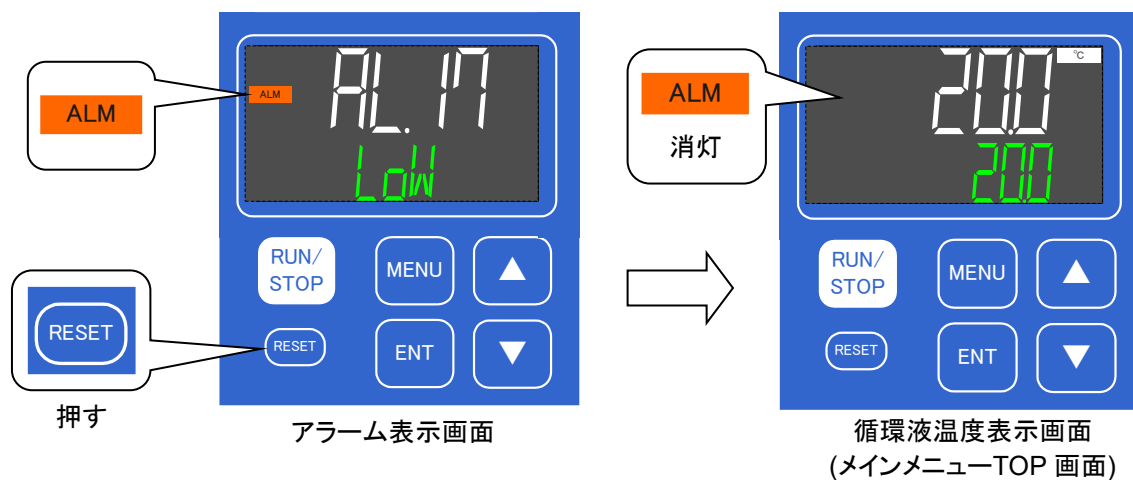 ALM
ALM
AL.17
LoW
RUN/
STOP
MENU
▲
RESET
ENT
▼
RESET
押す
アラーム表示画面
ALM
消灯
℃
20.0
20.0
RUN/
STOP
MENU
▲
RESET
ENT
▼
循環液温度表示画面
(メインメニューTOP 画面)